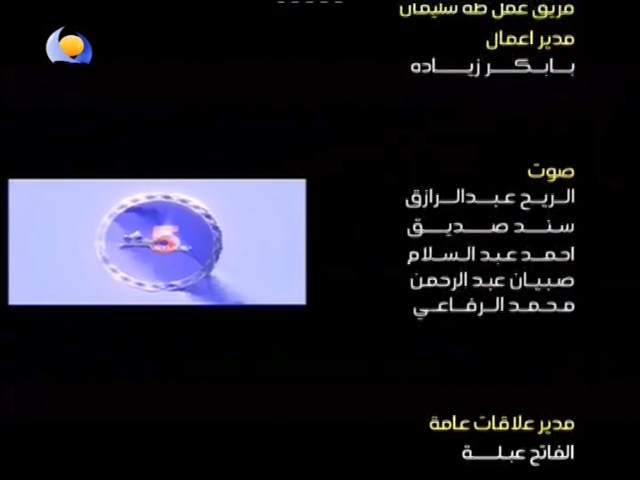 فريق عمل طه سليمان
مدير اعمال
بابكر زياده
صوت
الريح عبدالرازق
سند صديق
احمد عبد السلام
صبيان عبد الرحمن
محمد الرفاعي
5
مدير علاقات عامة
الفاتح عبلة